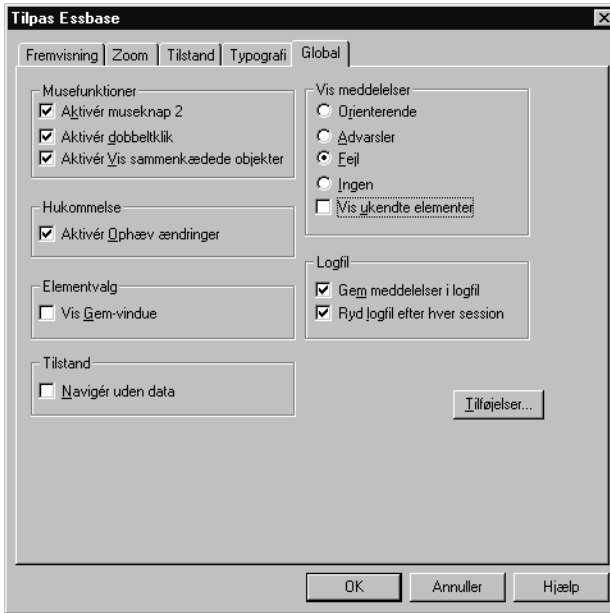 Tilpas Essbase
Fremvisning Zoom Tilstand Typografi Global
Musefunktioner
Aktivér museknap 2
Aktivér dobbeltklik
Aktivér Vis sammenkædede objekter
Hukommelse
Aktivér Ophæv ændringer
Elementvalg
Vis Gem-vindue
Tilstand
Navigér uden data
Vis meddelelser
Orienterende
Advarsler
Fejl
Ingen
Vis ukendte elementer
Logfil
Gem meddelelser i logfil
Ryd logfil efter hver session
Tilføjelser...
OK Annuller Hjælp